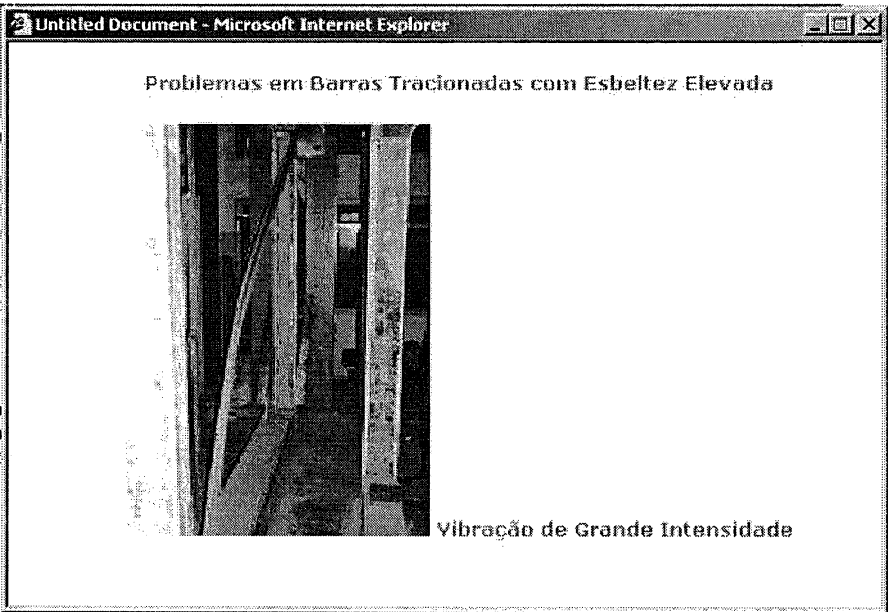 Untitled Document - Microsoft Internet Explorer
Problemas em Barras Tracionadas com Esbeltez Elevada
Vibração de Grande Intensidade